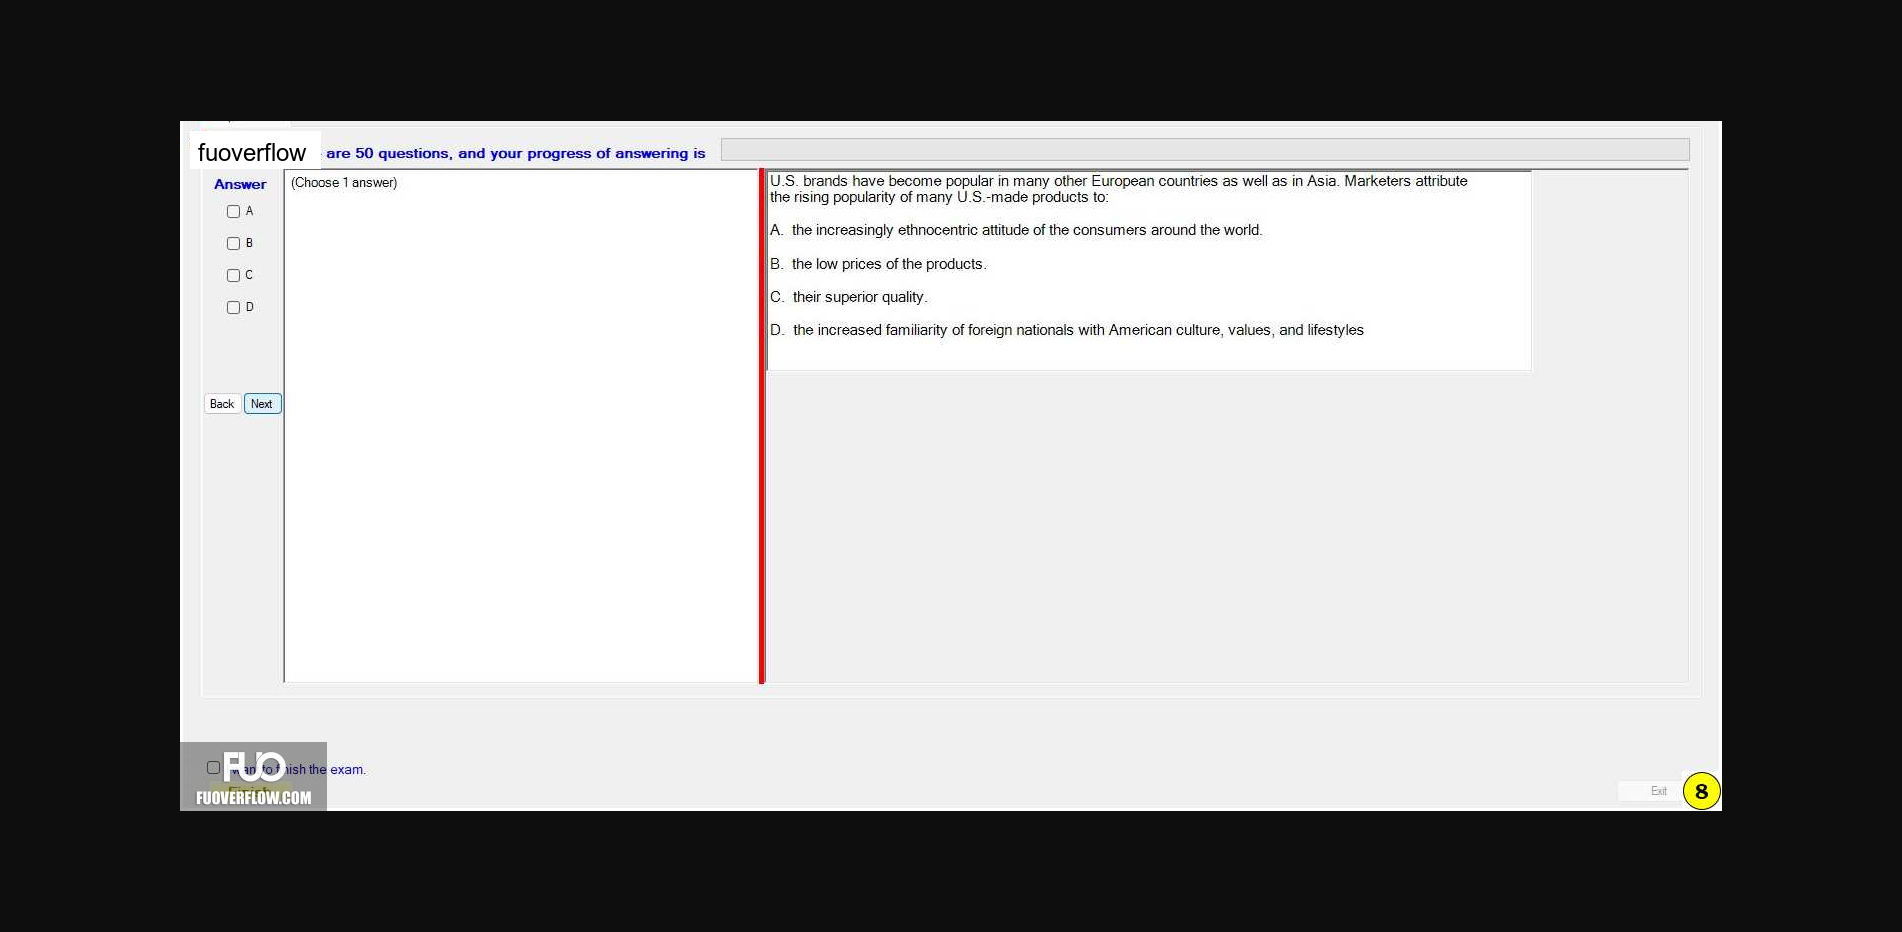 fuoverflow are 50 questions, and your progress of answering is
Answer
(Choose 1 answer)
A
B
C
D
Back Next
U.S. brands have become popular in many other European countries as well as in Asia. Marketers attribute
the rising popularity of many U.S.-made products to:
A. the increasingly ethnocentric attitude of the consumers around the world.
B. the low prices of the products.
C. their superior quality.
D. the increased familiarity of foreign nationals with American culture, values, and lifestyles
FUO
want to finish the exam.
Finish
FUOVERFLOW.COM
Exit
8